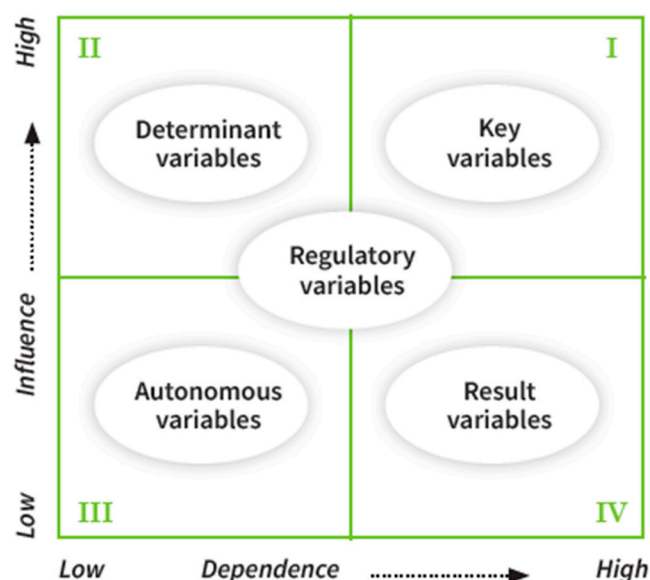 High
II
I
Determinant
variables
Key
variables
Regulatory
variables
Influence
Autonomous
variables
Result
variables
Low
III
IV
Low
Dependence
High